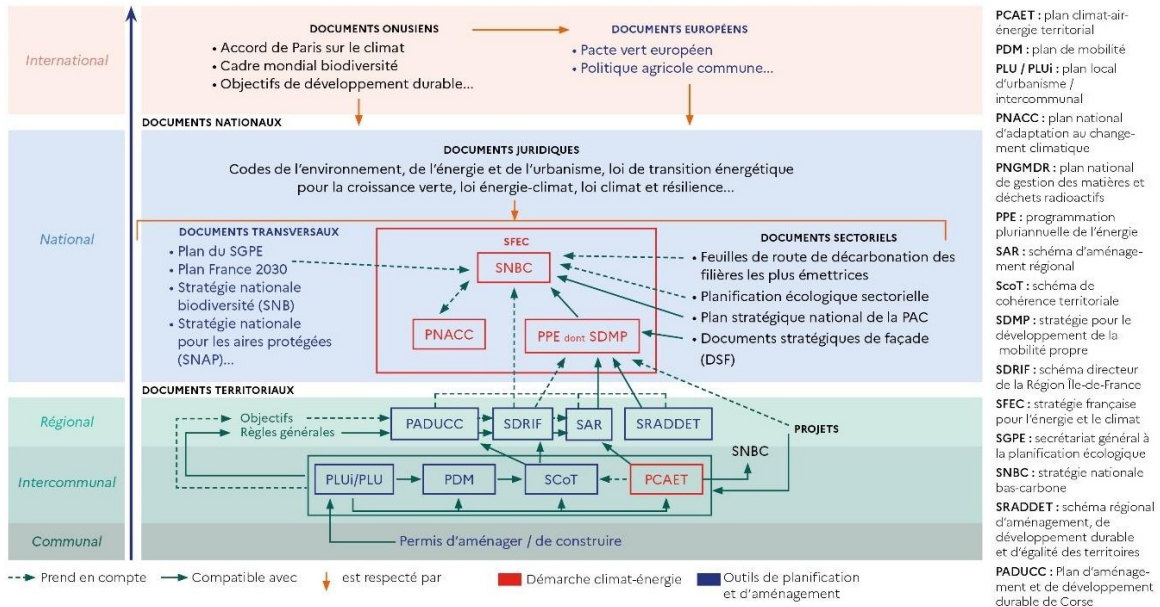 International
DOCUMENTS ONUSIENS
• Accord de Paris sur le climat
• Cadre mondial biodiversité
• Objectifs de développement durable...
DOCUMENTS EUROPÉENS
• Pacte vert européen
• Politique agricole commune...
DOCUMENTS NATIONAUX
National
DOCUMENTS JURIDIQUES
Codes de l'environnement, de l'énergie et de l'urbanisme, loi de transition énergétique
pour la croissance verte, loi énergie-climat, loi climat et résilience...
DOCUMENTS TRANSVERSAUX
• Plan du SGPE
• Plan France 2030
• Stratégie nationale
biodiversité (SNB)
• Stratégie nationale
pour les aires protégées
(SNAP)...
SFEC
SNBC
PNACC
PPE dont SDMP
DOCUMENTS SECTORIELS
• Feuilles de route de décarbonation des
filières les plus émettrices
• Planification écologique sectorielle
• Plan stratégique national de la PAC
• Documents stratégiques de façade
(DSF)
DOCUMENTS TERRITORIAUX
Régional
Objectifs
Règles générales
PADUCC
SDRIF
SAR
SRADDET
PROJETS
SNBC
Intercommunal
PLUi/PLU
PDM
SCoT
PCAET
Communal
Permis d'aménager / de construire
Prend en compte
Compatible avec
est respecté par
Démarche climat-énergie
Outils de planification
et d'aménagement
PCAET : plan climat-air-
énergie territorial
PDM : plan de mobilité
PLU / PLUi : plan local
d'urbanisme /
intercommunal
PNACC : plan national
d'adaptation au change-
ment climatique
PNGMDR : plan national
de gestion des matières et
déchets radioactifs
PPE : programmation
pluriannuelle de l'énergie
SAR : schéma d'aménage-
ment régional
ScoT : schéma de
cohérence territoriale
SDMP : stratégie pour le
développement de la
mobilité propre
SDRIF : schéma directeur
de la Région Île-de-France
SFEC : stratégie française
pour l'énergie et le climat
SGPE : secrétariat général à
la planification écologique
SNBC : stratégie nationale
bas-carbone
SRADDET : schéma régional
d'aménagement, de
développement durable
et d'égalité des territoires
PADUCC : Plan d'aménage-
ment et de développement
durable de Corse